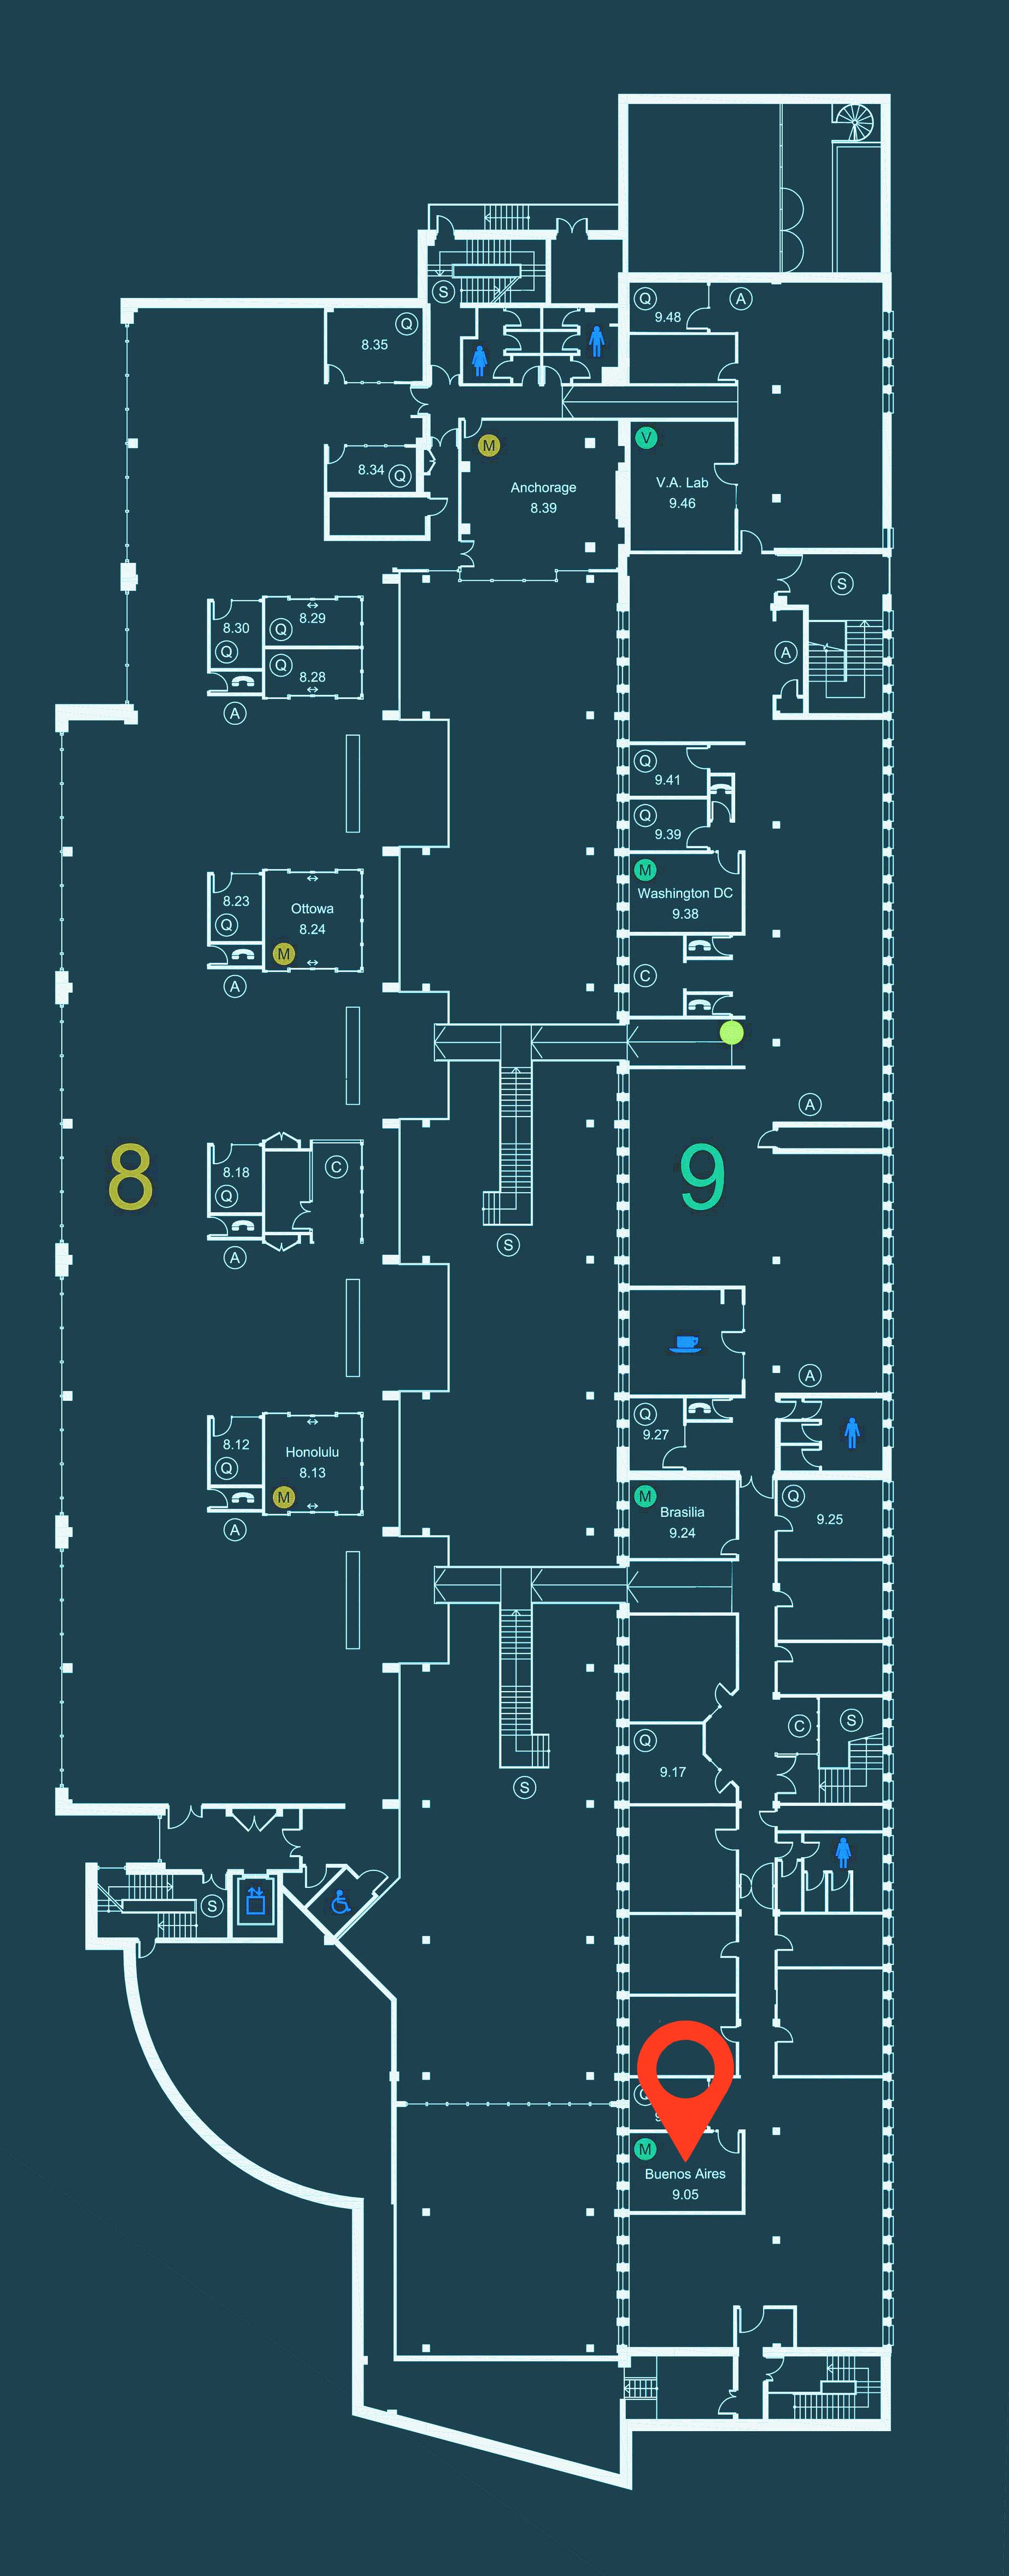 Q
9.48
A
S
8.35
Q
V
V.A. Lab
9.46
M
Anchorage
8.39
8.34
Q
S
A
8.30
Q
8.29
Q
Q
8.28
A
Q
9.41
Q
9.39
M
Washington DC
9.38
8.23
Q
Ottowa
8.24
M
A
C
A
8
9
8.18
Q
C
A
S
A
Q
9.27
8.12
Q
Honolulu
8.13
M
A
M
Brasilia
9.24
Q
9.25
Q
9.17
C
S
S
S
M
Buenos Aires
9.05